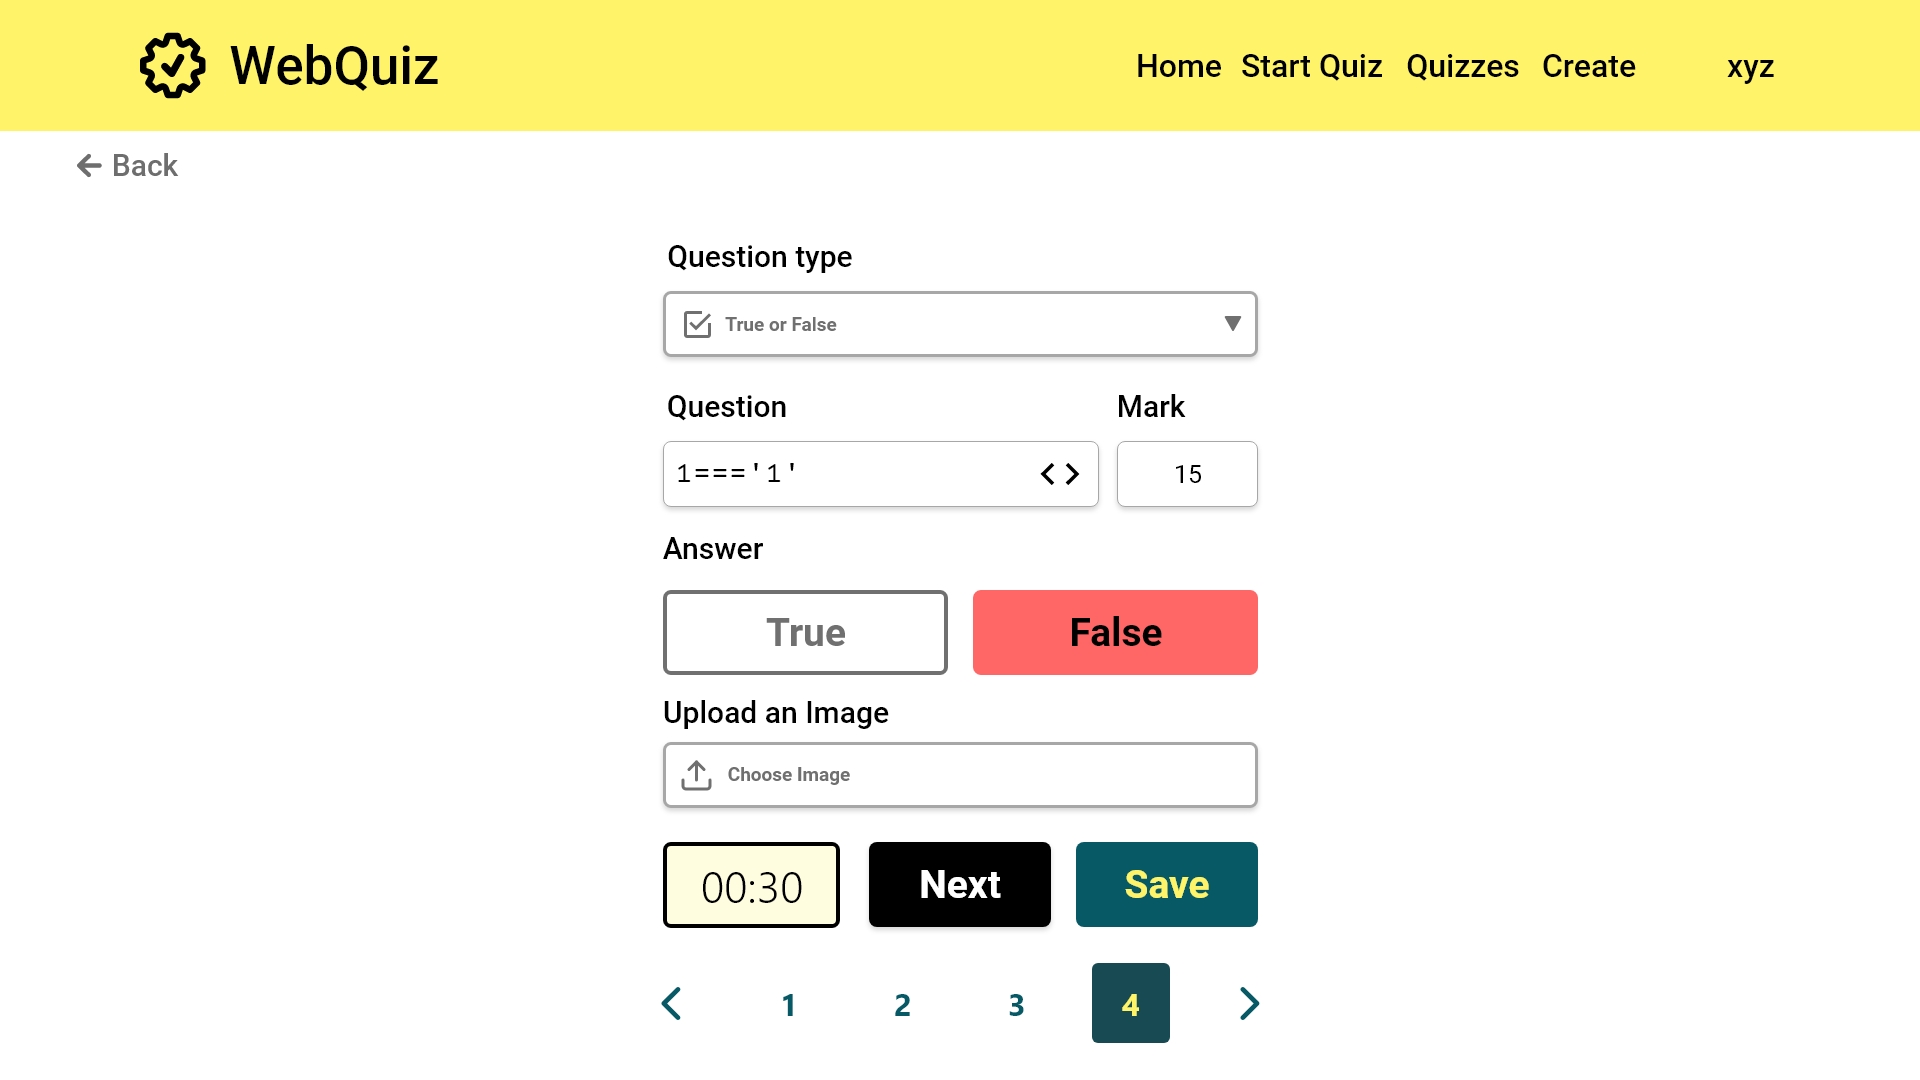 WebQuiz
Home Start Quiz Quizzes Create xyz
Back
Question type
True or False
Question Mark
1==='1' <> 15
Answer
True False
Upload an Image
Choose Image
00:30 Next Save
1 2 3 4